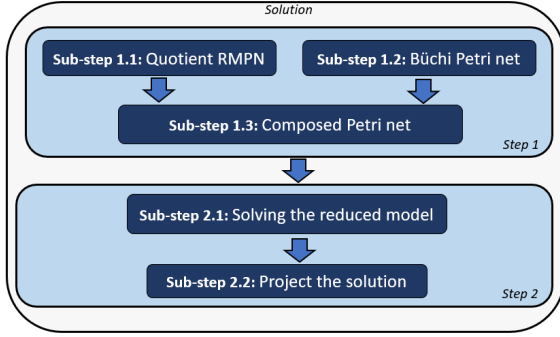 Solution
Sub-step 1.1: Quotient RMPN
Sub-step 1.2: Büchi Petri net
Sub-step 1.3: Composed Petri net
Step 1
Sub-step 2.1: Solving the reduced model
Sub-step 2.2: Project the solution
Step 2